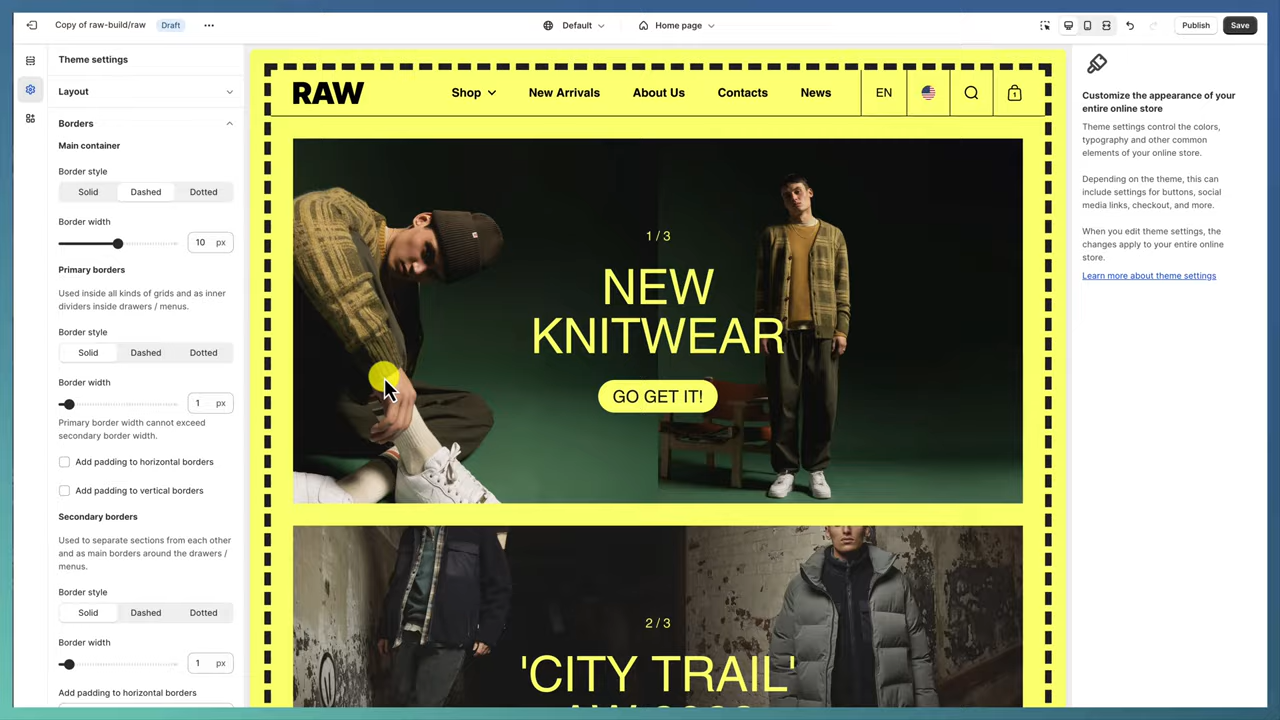 Copy of raw-build/raw
Draft
Default
Home page
Publish
Save
Theme settings
Layout
Borders
Main container
Border style
Solid
Dashed
Dotted
Border width
10 px
Primary borders
Used inside all kinds of grids and as inner
dividers inside drawers / menus.
Border style
Solid
Dashed
Dotted
Border width
1 px
Primary border width cannot exceed
secondary border width.
Add padding to horizontal borders
Add padding to vertical borders
Secondary borders
Used to separate sections from each other
and as main borders around the drawers /
menus.
Border style
Solid
Dashed
Dotted
Border width
1 px
Add padding to horizontal borders
RAW
Shop
New Arrivals
About Us
Contacts
News
EN
1
1 / 3
NEW
KNITWEAR
GO GET IT!
2 / 3
'CITY TRAIL'
Customize the appearance of your
entire online store
Theme settings control the colors,
typography and other common
elements of your online store.
Depending on the theme, this can
include settings for buttons, social
media links, checkout, and more.
When you edit theme settings, the
changes apply to your entire online
store.
Learn more about theme settings